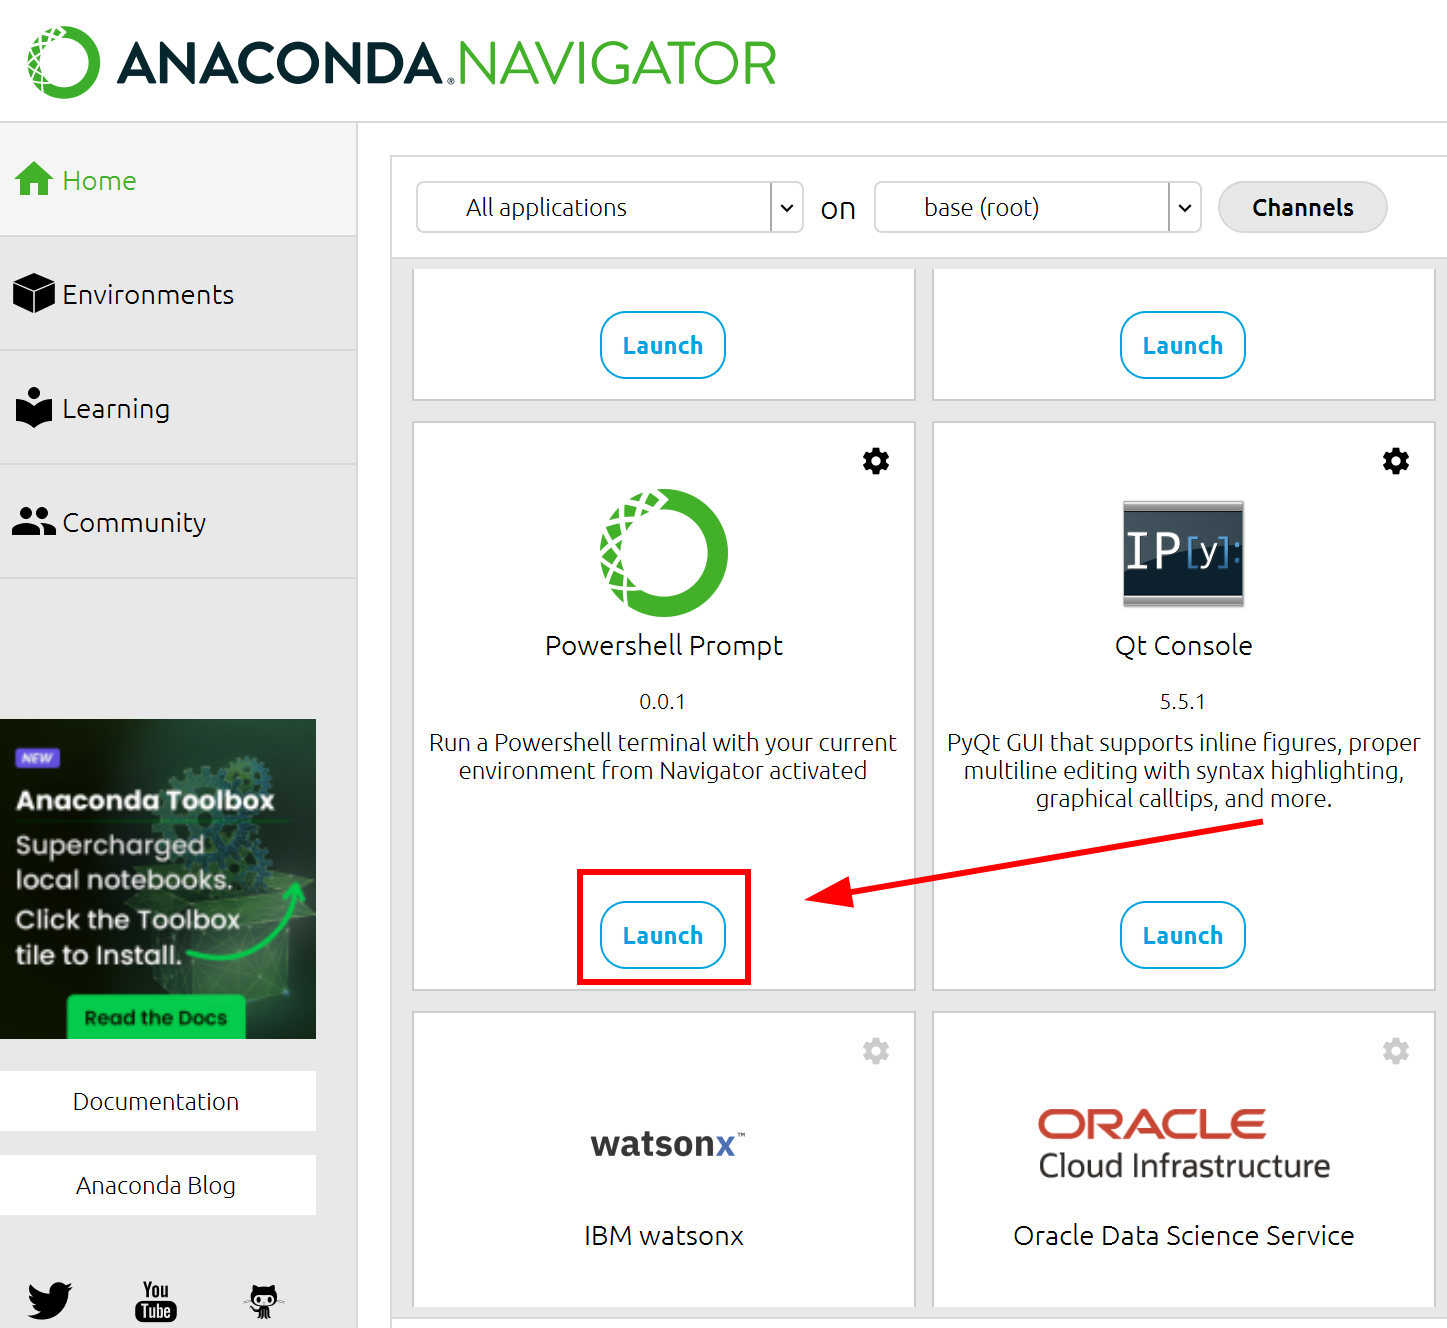 ANACONDA.NAVIGATOR
Home
Environments
Learning
Community
NEW
Anaconda Toolbox
Supercharged
local notebooks.
Click the Toolbox
tile to Install.
Read the Docs
Documentation
Anaconda Blog
You
Tube
All applications
on
base (root)
Channels
Launch
Launch
Powershell Prompt
0.0.1
Run a Powershell terminal with your current
environment from Navigator activated
Launch
IP[y]:
Qt Console
5.5.1
PyQt GUI that supports inline figures, proper
multiline editing with syntax highlighting,
graphical calltips, and more.
Launch
watsonx™
IBM watsonx
ORACLE
Cloud Infrastructure
Oracle Data Science Service